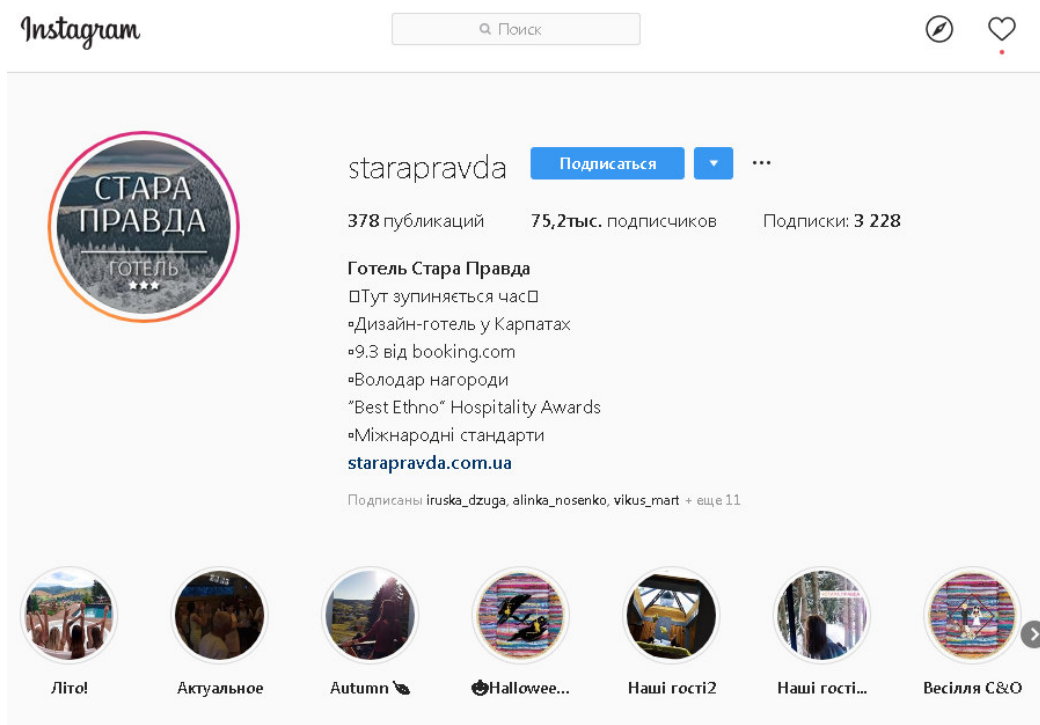 Instagram
Поиск
СТАРА
ПРАВДА
ГОТЕЛЬ
starapravda
Подписаться
378 публикаций 75,2тыс. подписчиков Подписки: 3 228
Готель Стара Правда
Тут зупиняється час
▫Дизайн-готель у Карпатах
▫9.3 від booking.com
▫Володар нагороди
"Best Ethno" Hospitality Awards
▫Міжнародні стандарти
starapravda.com.ua
Подписаны iruska_dzuga, alinka_nosenko, vikus_mart + еще 11
Літо! Актуальное Autumn 🍂 🎃Hallowee... Наші гості2 Наші гості... Весілля C&O